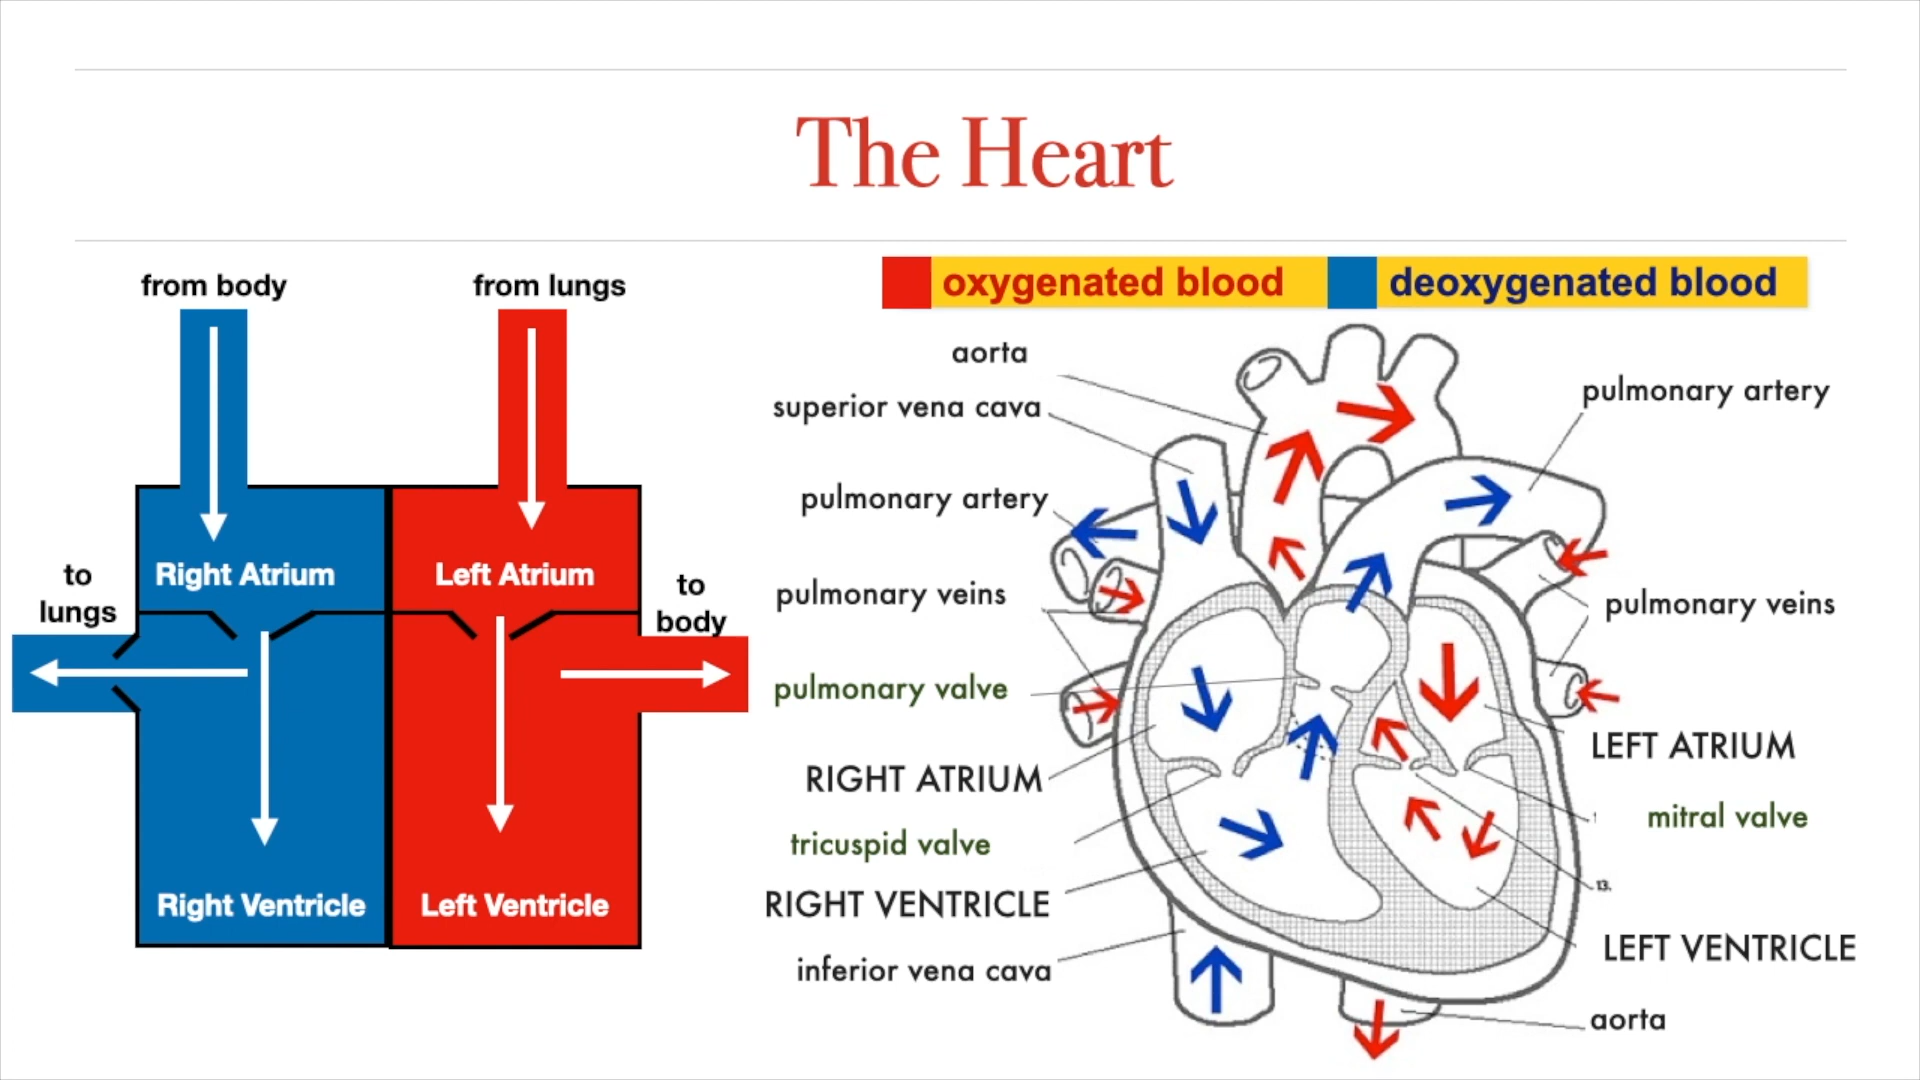 The Heart
from body
from lungs
to
lungs
Right Atrium
Left Atrium
to
body
Right Ventricle
Left Ventricle
oxygenated blood
deoxygenated blood
aorta
superior vena cava
pulmonary artery
pulmonary veins
pulmonary valve
RIGHT ATRIUM
tricuspid valve
RIGHT VENTRICLE
inferior vena cava
pulmonary artery
pulmonary veins
LEFT ATRIUM
mitral valve
13.
LEFT VENTRICLE
aorta